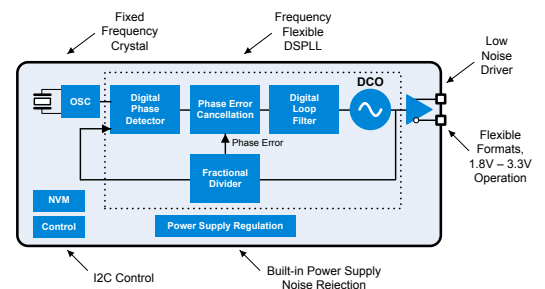 Fixed
Frequency
Crystal
Frequency
Flexible
DSPLL
Low
Noise
Driver
OSC
Digital
Phase
Detector
Phase Error
Cancellation
Digital
Loop
Filter
DCO
Phase Error
Fractional
Divider
Flexible
Formats,
1.8V – 3.3V
Operation
NVM
Control
Power Supply Regulation
I2C Control
Built-in Power Supply
Noise Rejection